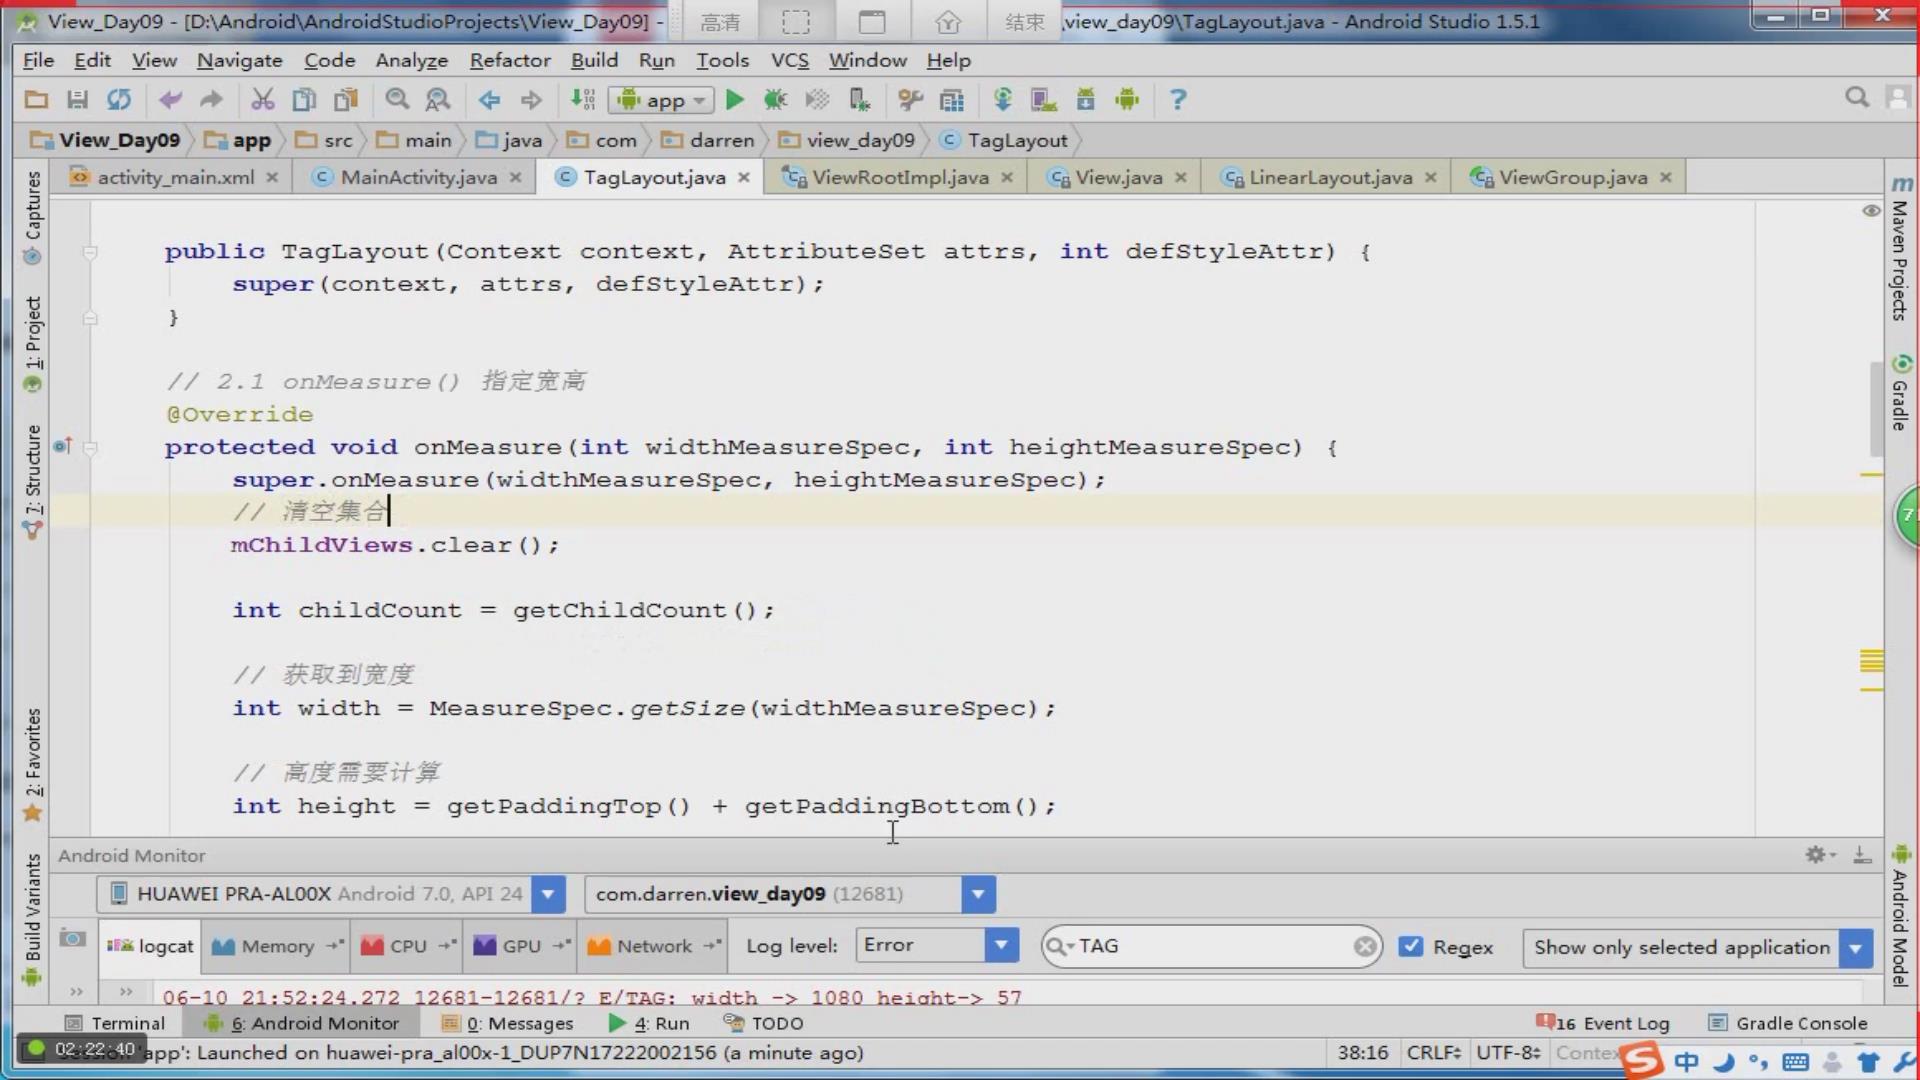 View_Day09 - [D:\Android\AndroidStudioProjects\View_Day09] -
高清
结束
\view_day09\TagLayout.java - Android Studio 1.5.1
File Edit View Navigate Code Analyze Refactor Build Run Tools VCS Window Help
app
View_Day09 app src main java com darren view_day09 TagLayout
activity_main.xml MainActivity.java TagLayout.java ViewRootImpl.java View.java LinearLayout.java ViewGroup.java
Captures
1: Project
7: Structure
2: Favorites
Build Variants
Maven Projects
Gradle
Android Model
71
public TagLayout(Context context, AttributeSet attrs, int defStyleAttr) {
super(context, attrs, defStyleAttr);
}
// 2.1 onMeasure() 指定宽高
@Override
protected void onMeasure(int widthMeasureSpec, int heightMeasureSpec) {
super.onMeasure(widthMeasureSpec, heightMeasureSpec);
// 清空集合
mChildViews.clear();
int childCount = getChildCount();
// 获取到宽度
int width = MeasureSpec.getSize(widthMeasureSpec);
// 高度需要计算
int height = getPaddingTop() + getPaddingBottom();
Android Monitor
HUAWEI PRA-AL00X Android 7.0, API 24
com.darren.view_day09 (12681)
logcat Memory CPU GPU Network Log level: Error TAG Regex Show only selected application
06-10 21:52:24.272 12681-12681/? E/TAG: width -> 1080 height-> 57
Terminal 6: Android Monitor 0: Messages 4: Run TODO 16 Event Log Gradle Console
02:22:40
'app': Launched on huawei-pra_al00x-1_DUP7N17222002156 (a minute ago)
38:16 CRLF UTF-8
中